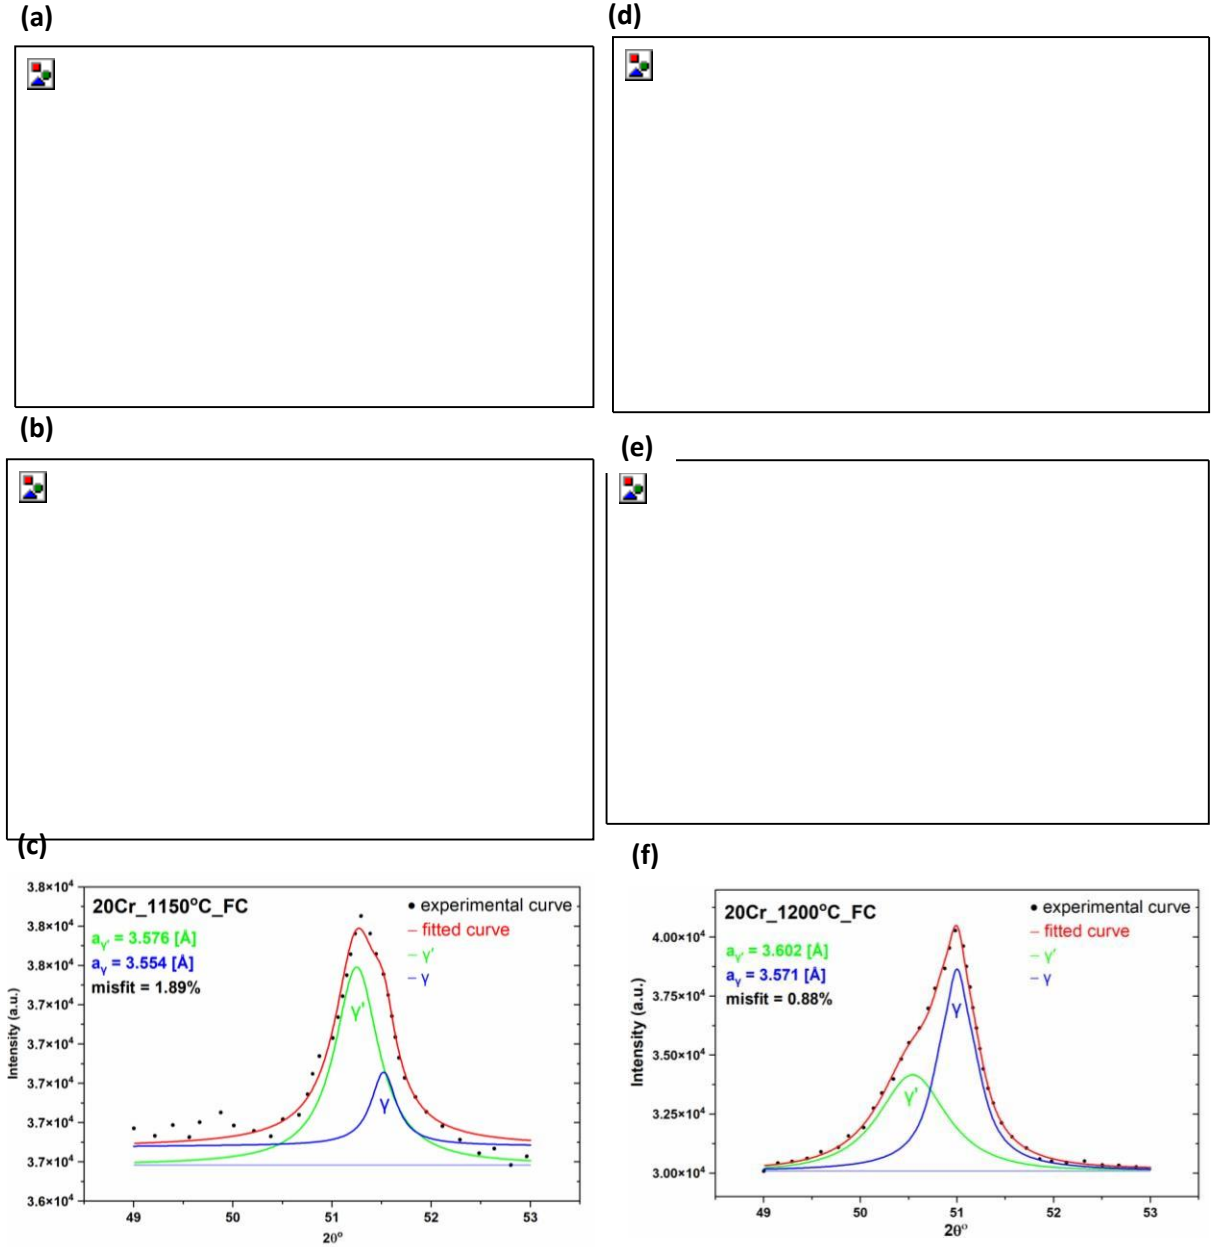 (a)
(d)
(b)
(e)
(c)
(f)
20Cr_1150°C_FC
a_γ' = 3.576 [Å]
a_γ = 3.554 [Å]
misfit = 1.89%
experimental curve
fitted curve
γ'
γ
γ'
γ
Intensity (a.u.)
3.8×10⁴
3.8×10⁴
3.8×10⁴
3.7×10⁴
3.7×10⁴
3.7×10⁴
3.7×10⁴
3.7×10⁴
3.6×10⁴
49 50 51 52 53
2θ°
20Cr_1200°C_FC
a_γ' = 3.602 [Å]
a_γ = 3.571 [Å]
misfit = 0.88%
experimental curve
fitted curve
γ'
γ
γ
γ'
Intensity (a.u.)
4.00×10⁴
3.75×10⁴
3.50×10⁴
3.25×10⁴
3.00×10⁴
49 50 51 52 53
2θ°